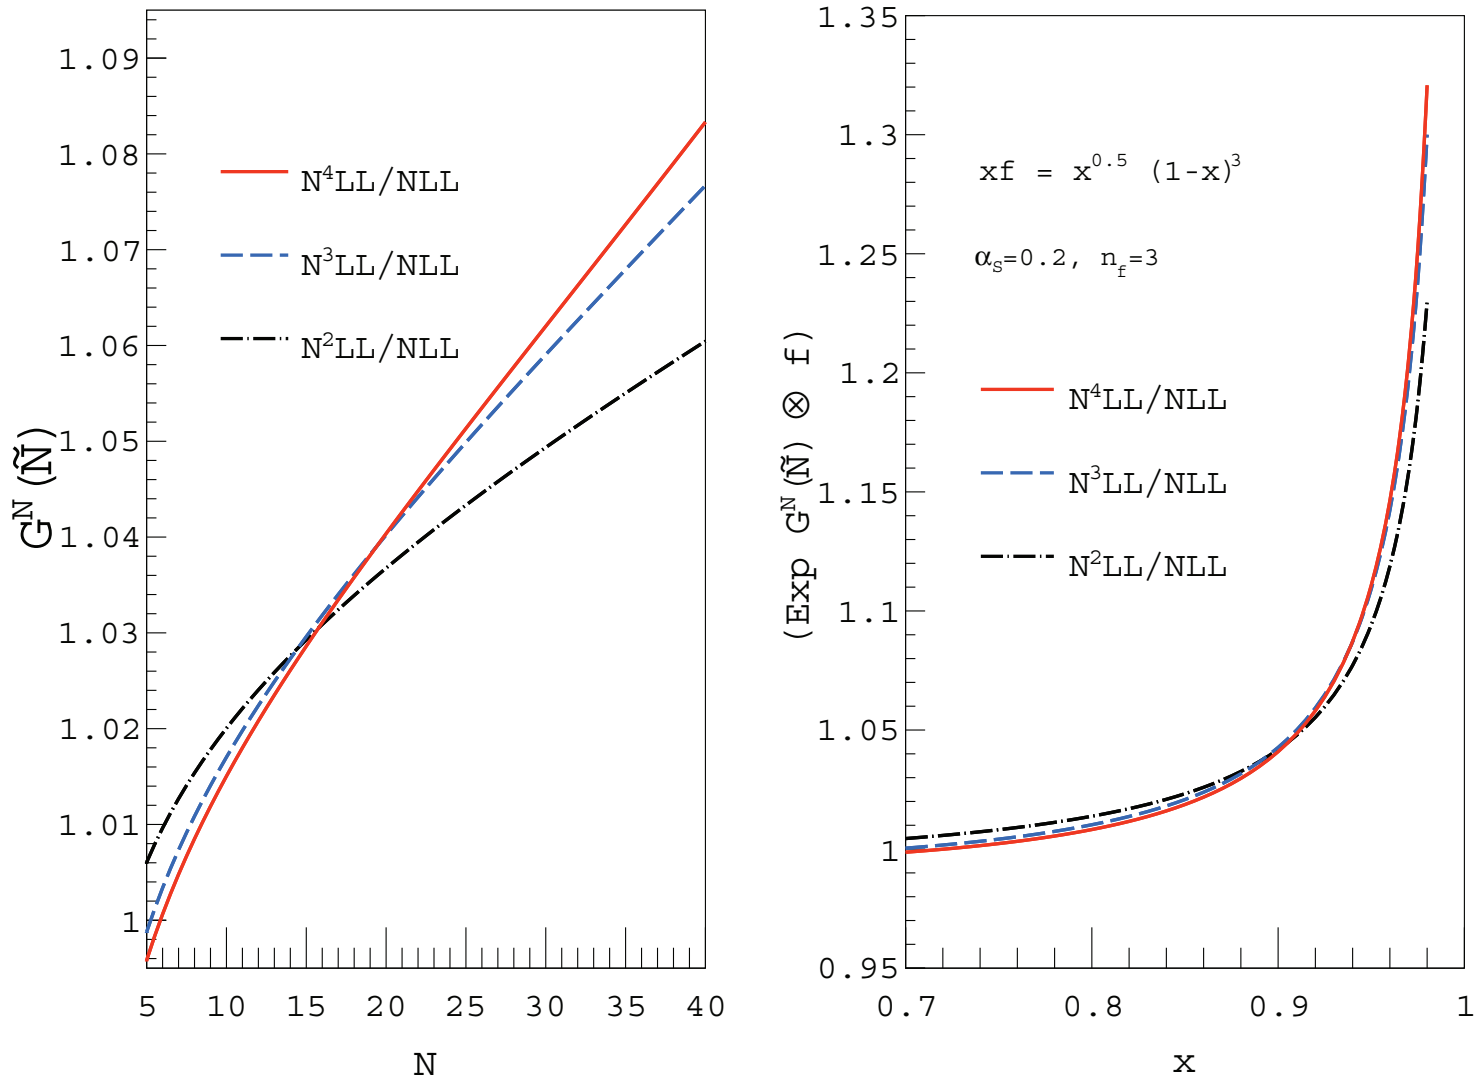 1.09
1.08
1.07
1.06
1.05
1.04
1.03
1.02
1.01
1
5 10 15 20 25 30 35 40
N
G^N(Ñ)
N⁴LL/NLL
N³LL/NLL
N²LL/NLL
1.35
1.3
1.25
1.2
1.15
1.1
1.05
1
0.95
0.7 0.8 0.9 1
x
(Exp G^N(Ñ) ⊗ f)
xf = x^0.5 (1-x)³
α_S=0.2, n_f=3
N⁴LL/NLL
N³LL/NLL
N²LL/NLL